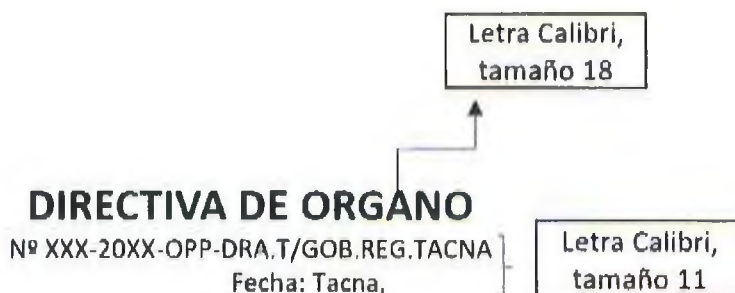 Letra Calibri,
tamaño 18
DIRECTIVA DE ORGANO
Nº XXX-20XX-OPP-DRA.T/GOB.REG.TACNA
Fecha: Tacna,
Letra Calibri,
tamaño 11